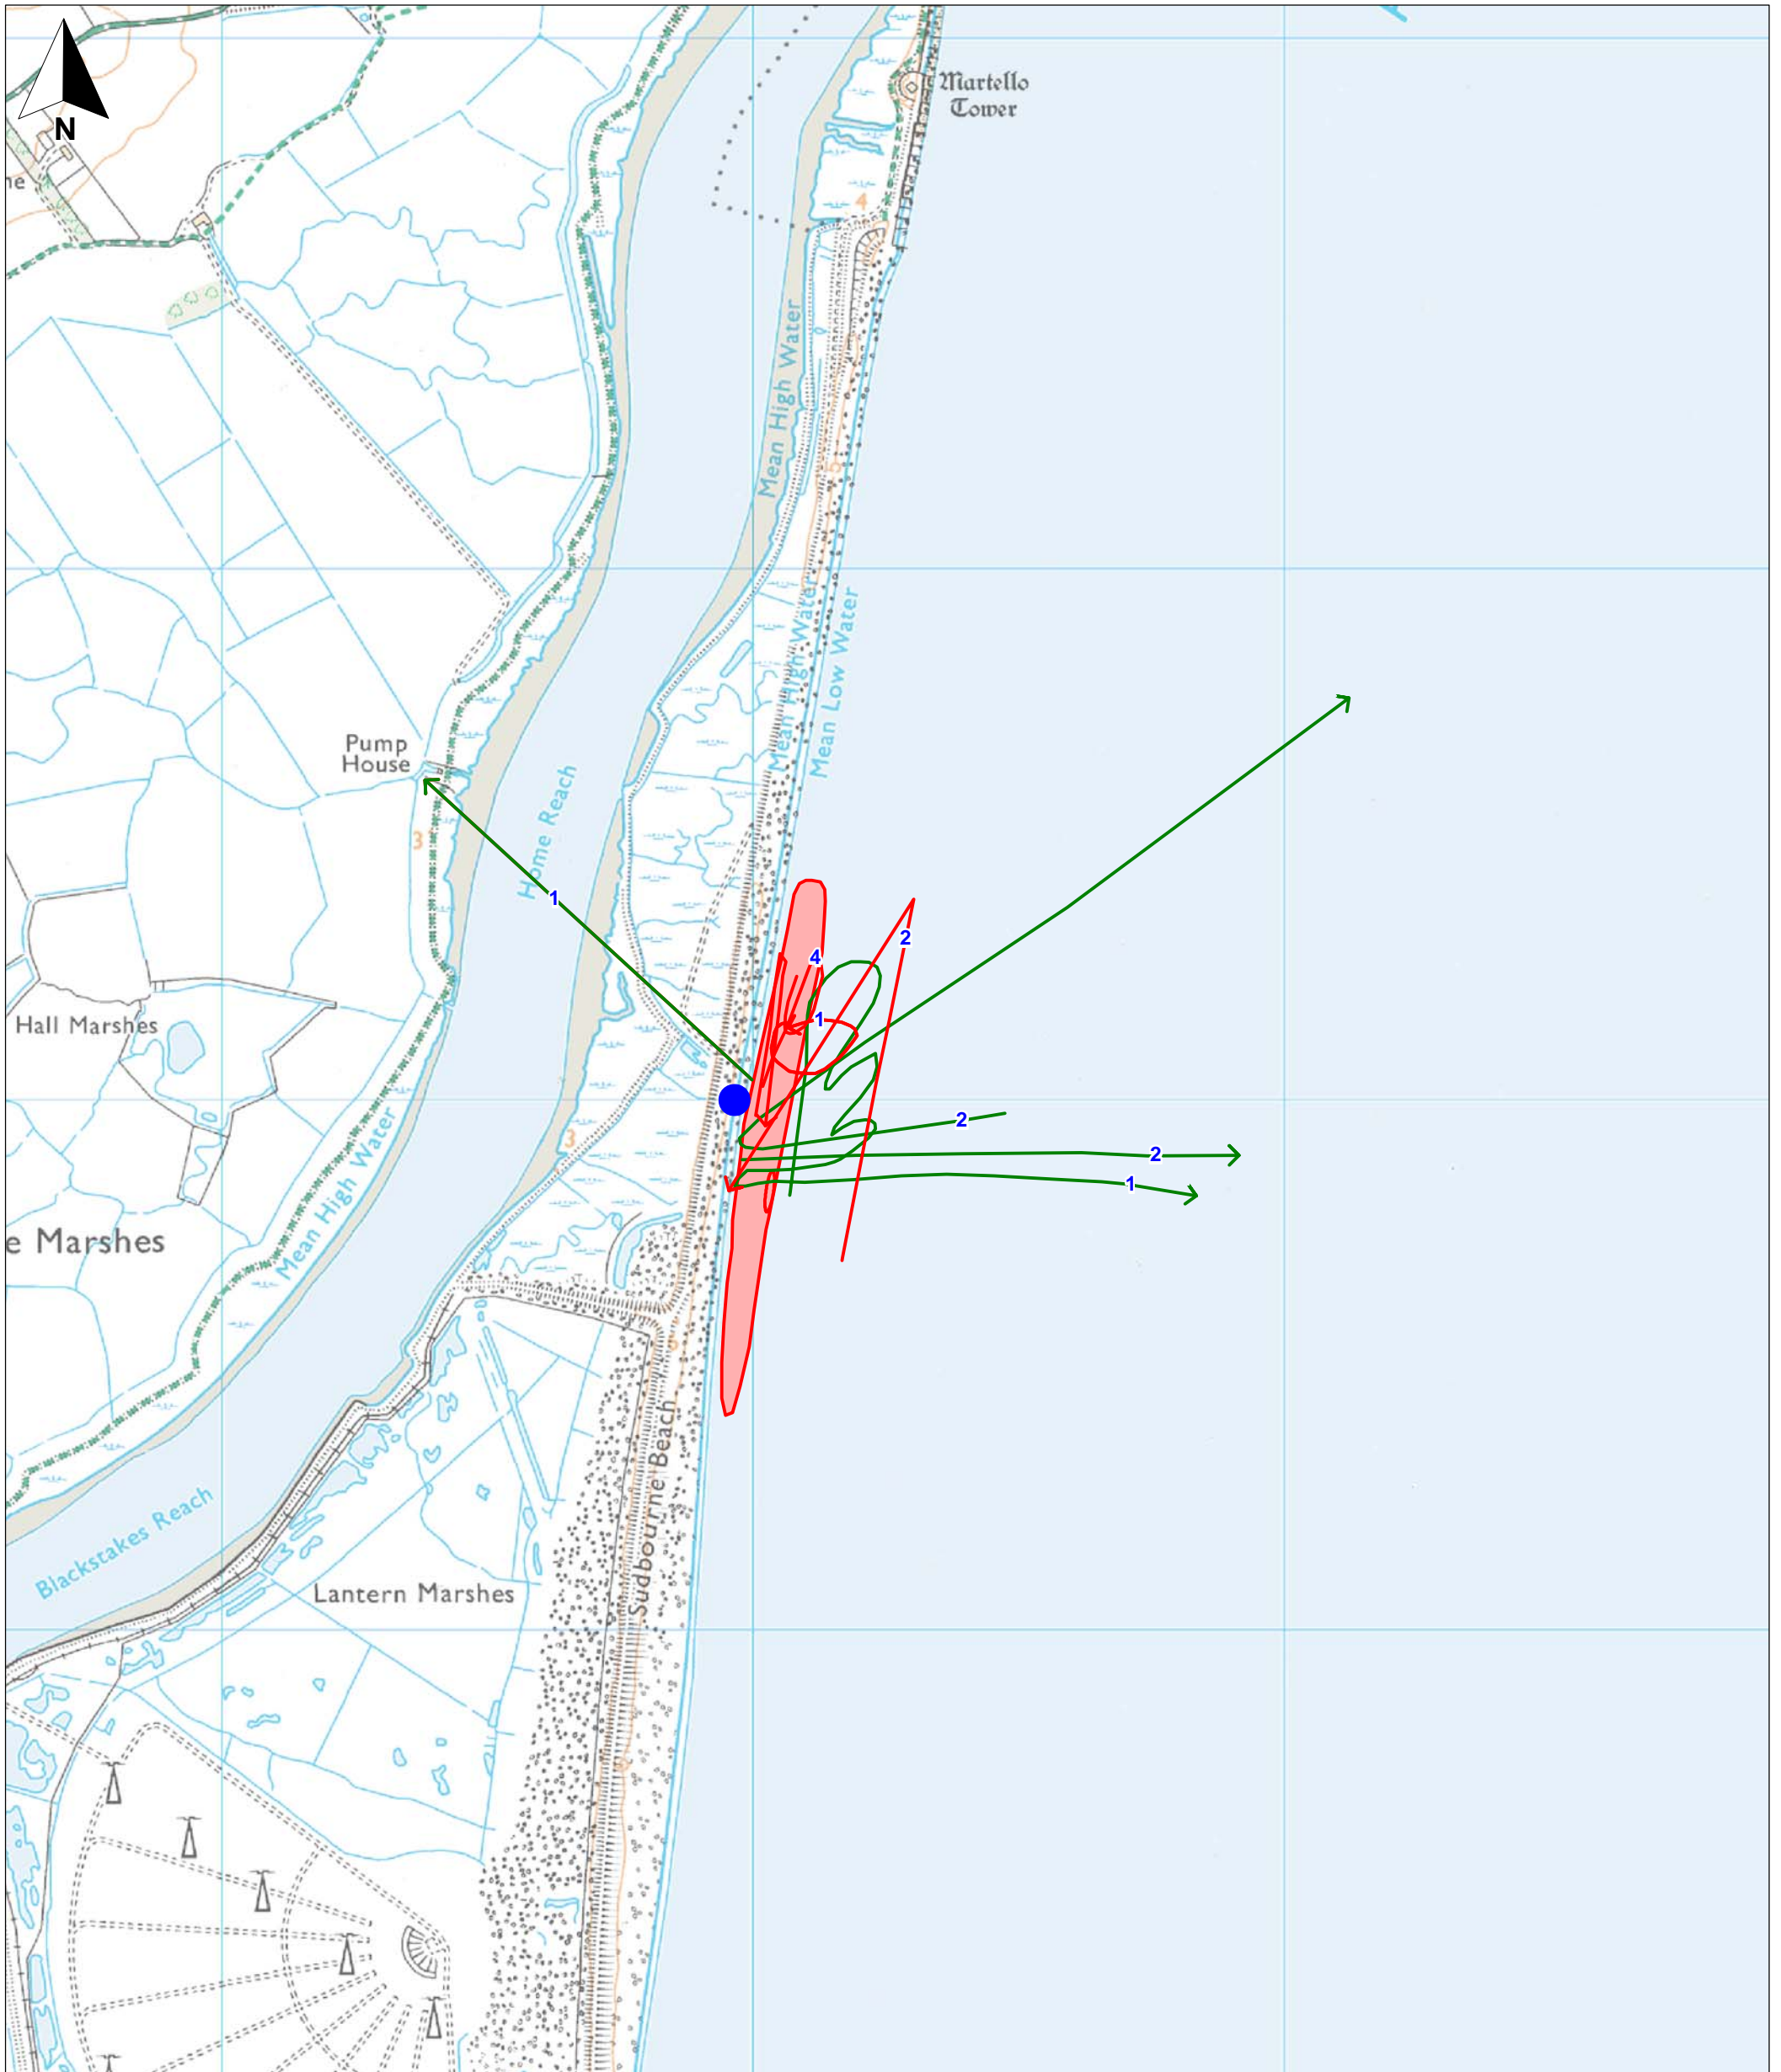 N
Martello
Tower
4
Mean High Water
5
Mean High Water
Mean Low Water
Pump
House
Home Reach
3
1
2
4
1
Hall Marshes
2
3
2
1
Mean High Water
e Marshes
Sudbourne Beach
Blackstakes Reach
Lantern Marshes